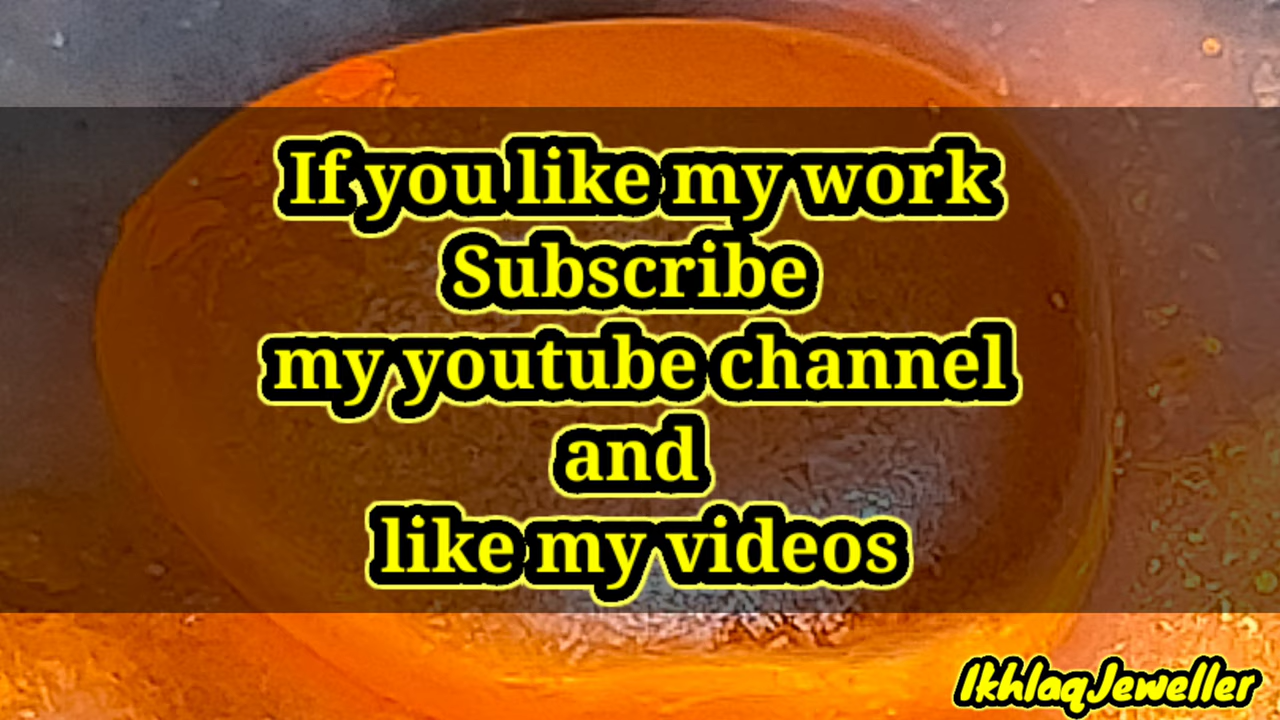 If you like my work
Subscribe
my youtube channel
and
like my videos
IkhlaqJeweller